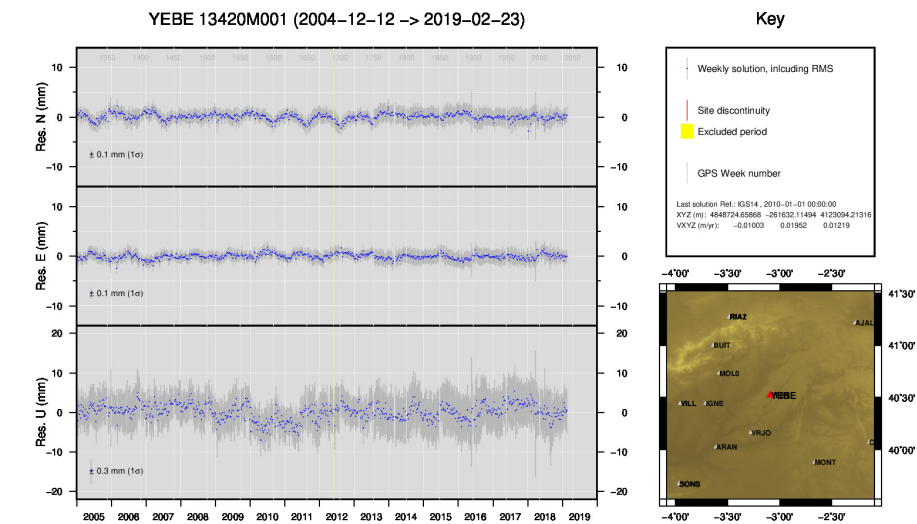 YEBE 13420M001 (2004−12−12 −> 2019−02−23)
1350 1400 1450 1500 1550 1600 1650 1700 1750 1800 1850 1900 1950 2000 2050
Res. N (mm)
10 10
0 0
−10 −10
± 0.1 mm (1σ)
Res. E (mm)
10 10
0 0
−10 −10
± 0.1 mm (1σ)
Res. U (mm)
20 20
10 10
0 0
−10 −10
−20 −20
± 0.3 mm (1σ)
2005 2006 2007 2008 2009 2010 2011 2012 2013 2014 2015 2016 2017 2018 2019
Key
Weekly solution, inlcuding RMS
Site discontinuity
Excluded period
GPS Week number
Last solution Ref.: IGS14 , 2010−01−01 00:00:00
XYZ (m): 4848724.65868 −261632.11494 4123094.21316
VXYZ (m/yr): −0.01003 0.01952 0.01219
−4˚00' −3˚30' −3˚00' −2˚30'
41˚30'
41˚00'
40˚30'
40˚00'
RIAZ
AJAL
BUIT
MOL0
VILL
IGNE
VRJO
ARAN
MONT
SONS
−4˚00' −3˚30' −3˚00' −2˚30'